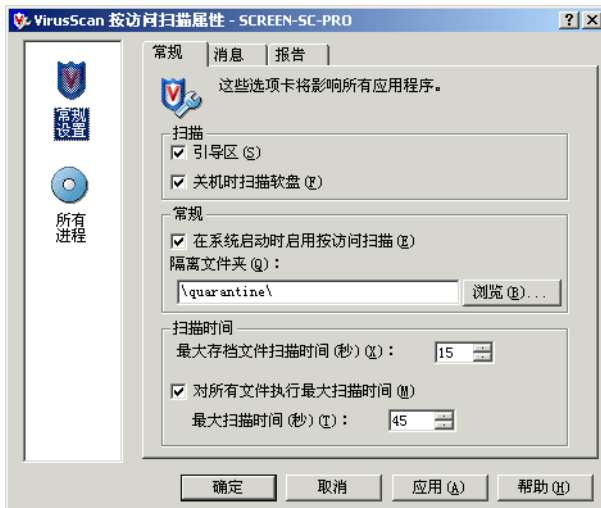 VirusScan 按访问扫描属性 - SCREEN-SC-PRO
常规
设置
所有
进程
常规 消息 报告
这些选项卡将影响所有应用程序。
扫描
引导区(S)
关机时扫描软盘(F)
常规
在系统启动时启用按访问扫描(E)
隔离文件夹(Q):
\quarantine\ 浏览(B)...
扫描时间
最大存档文件扫描时间(秒)(X): 15
对所有文件执行最大扫描时间(M)
最大扫描时间(秒)(T): 45
确定 取消 应用(A) 帮助(H)